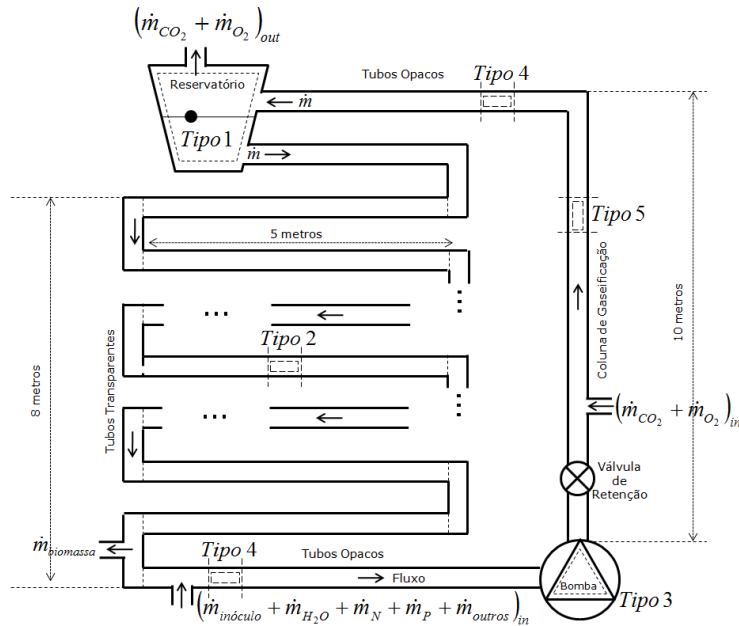 (ṁ_CO₂ + ṁ_O₂)_out
Tubos Opacos
Tipo 4
Reservatório
ṁ
Tipo 1
ṁ
Tipo 5
5 metros
Coluna de Gaseificação
10 metros
...
...
Tipo 2
8 metros
Tubos Transparentes
(ṁ_CO₂ + ṁ_O₂)_in
...
...
Válvula
de
Retenção
ṁ_biomassa
Tipo 4
Tubos Opacos
Fluxo
Bomba
Tipo 3
(ṁ_inóculo + ṁ_H₂O + ṁ_N + ṁ_P + ṁ_outros)_in